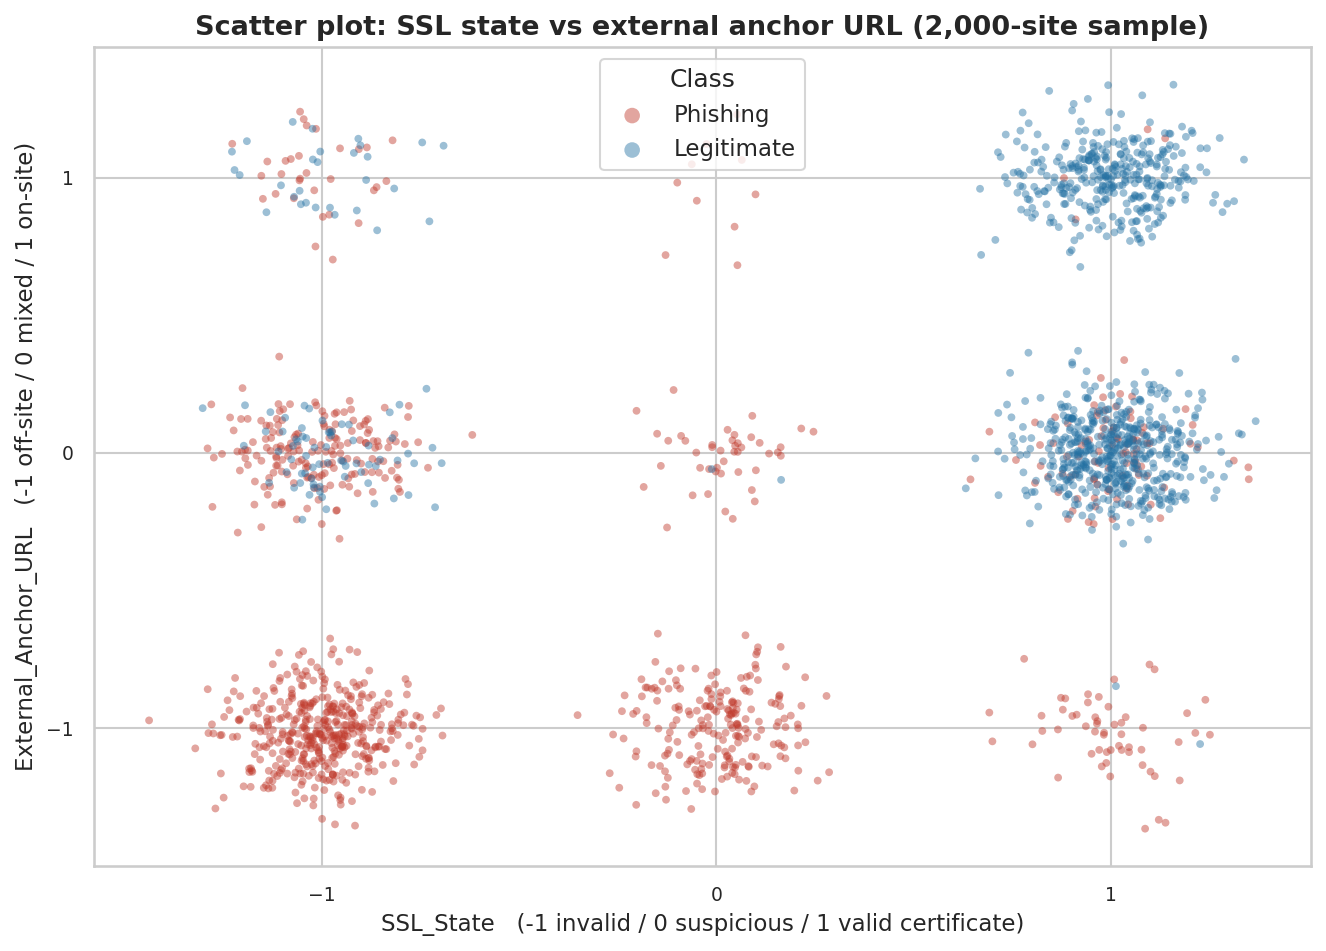 Scatter plot: SSL state vs external anchor URL (2,000-site sample)
Class
Phishing
Legitimate
External_Anchor_URL (-1 off-site / 0 mixed / 1 on-site)
1
0
−1
−1
0
1
SSL_State (-1 invalid / 0 suspicious / 1 valid certificate)